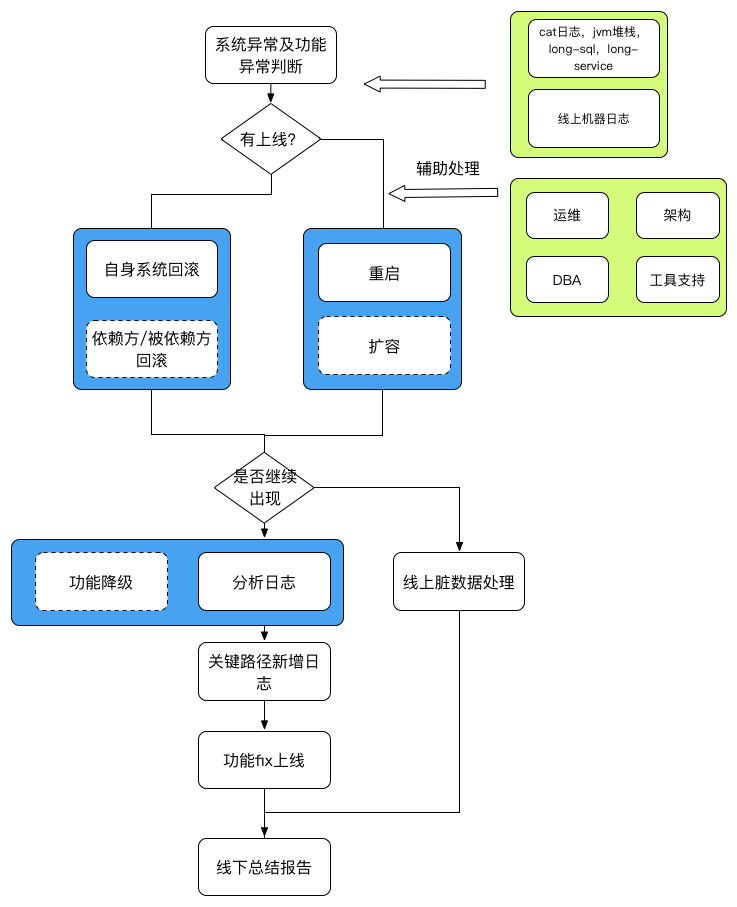 系统异常及功能
异常判断
cat日志，jvm堆栈，
long-sql，long-
service
线上机器日志
有上线？
辅助处理
运维
架构
DBA
工具支持
自身系统回滚
依赖方/被依赖方
回滚
重启
扩容
是否继续
出现
功能降级
分析日志
线上脏数据处理
关键路径新增日
志
功能fix上线
线下总结报告